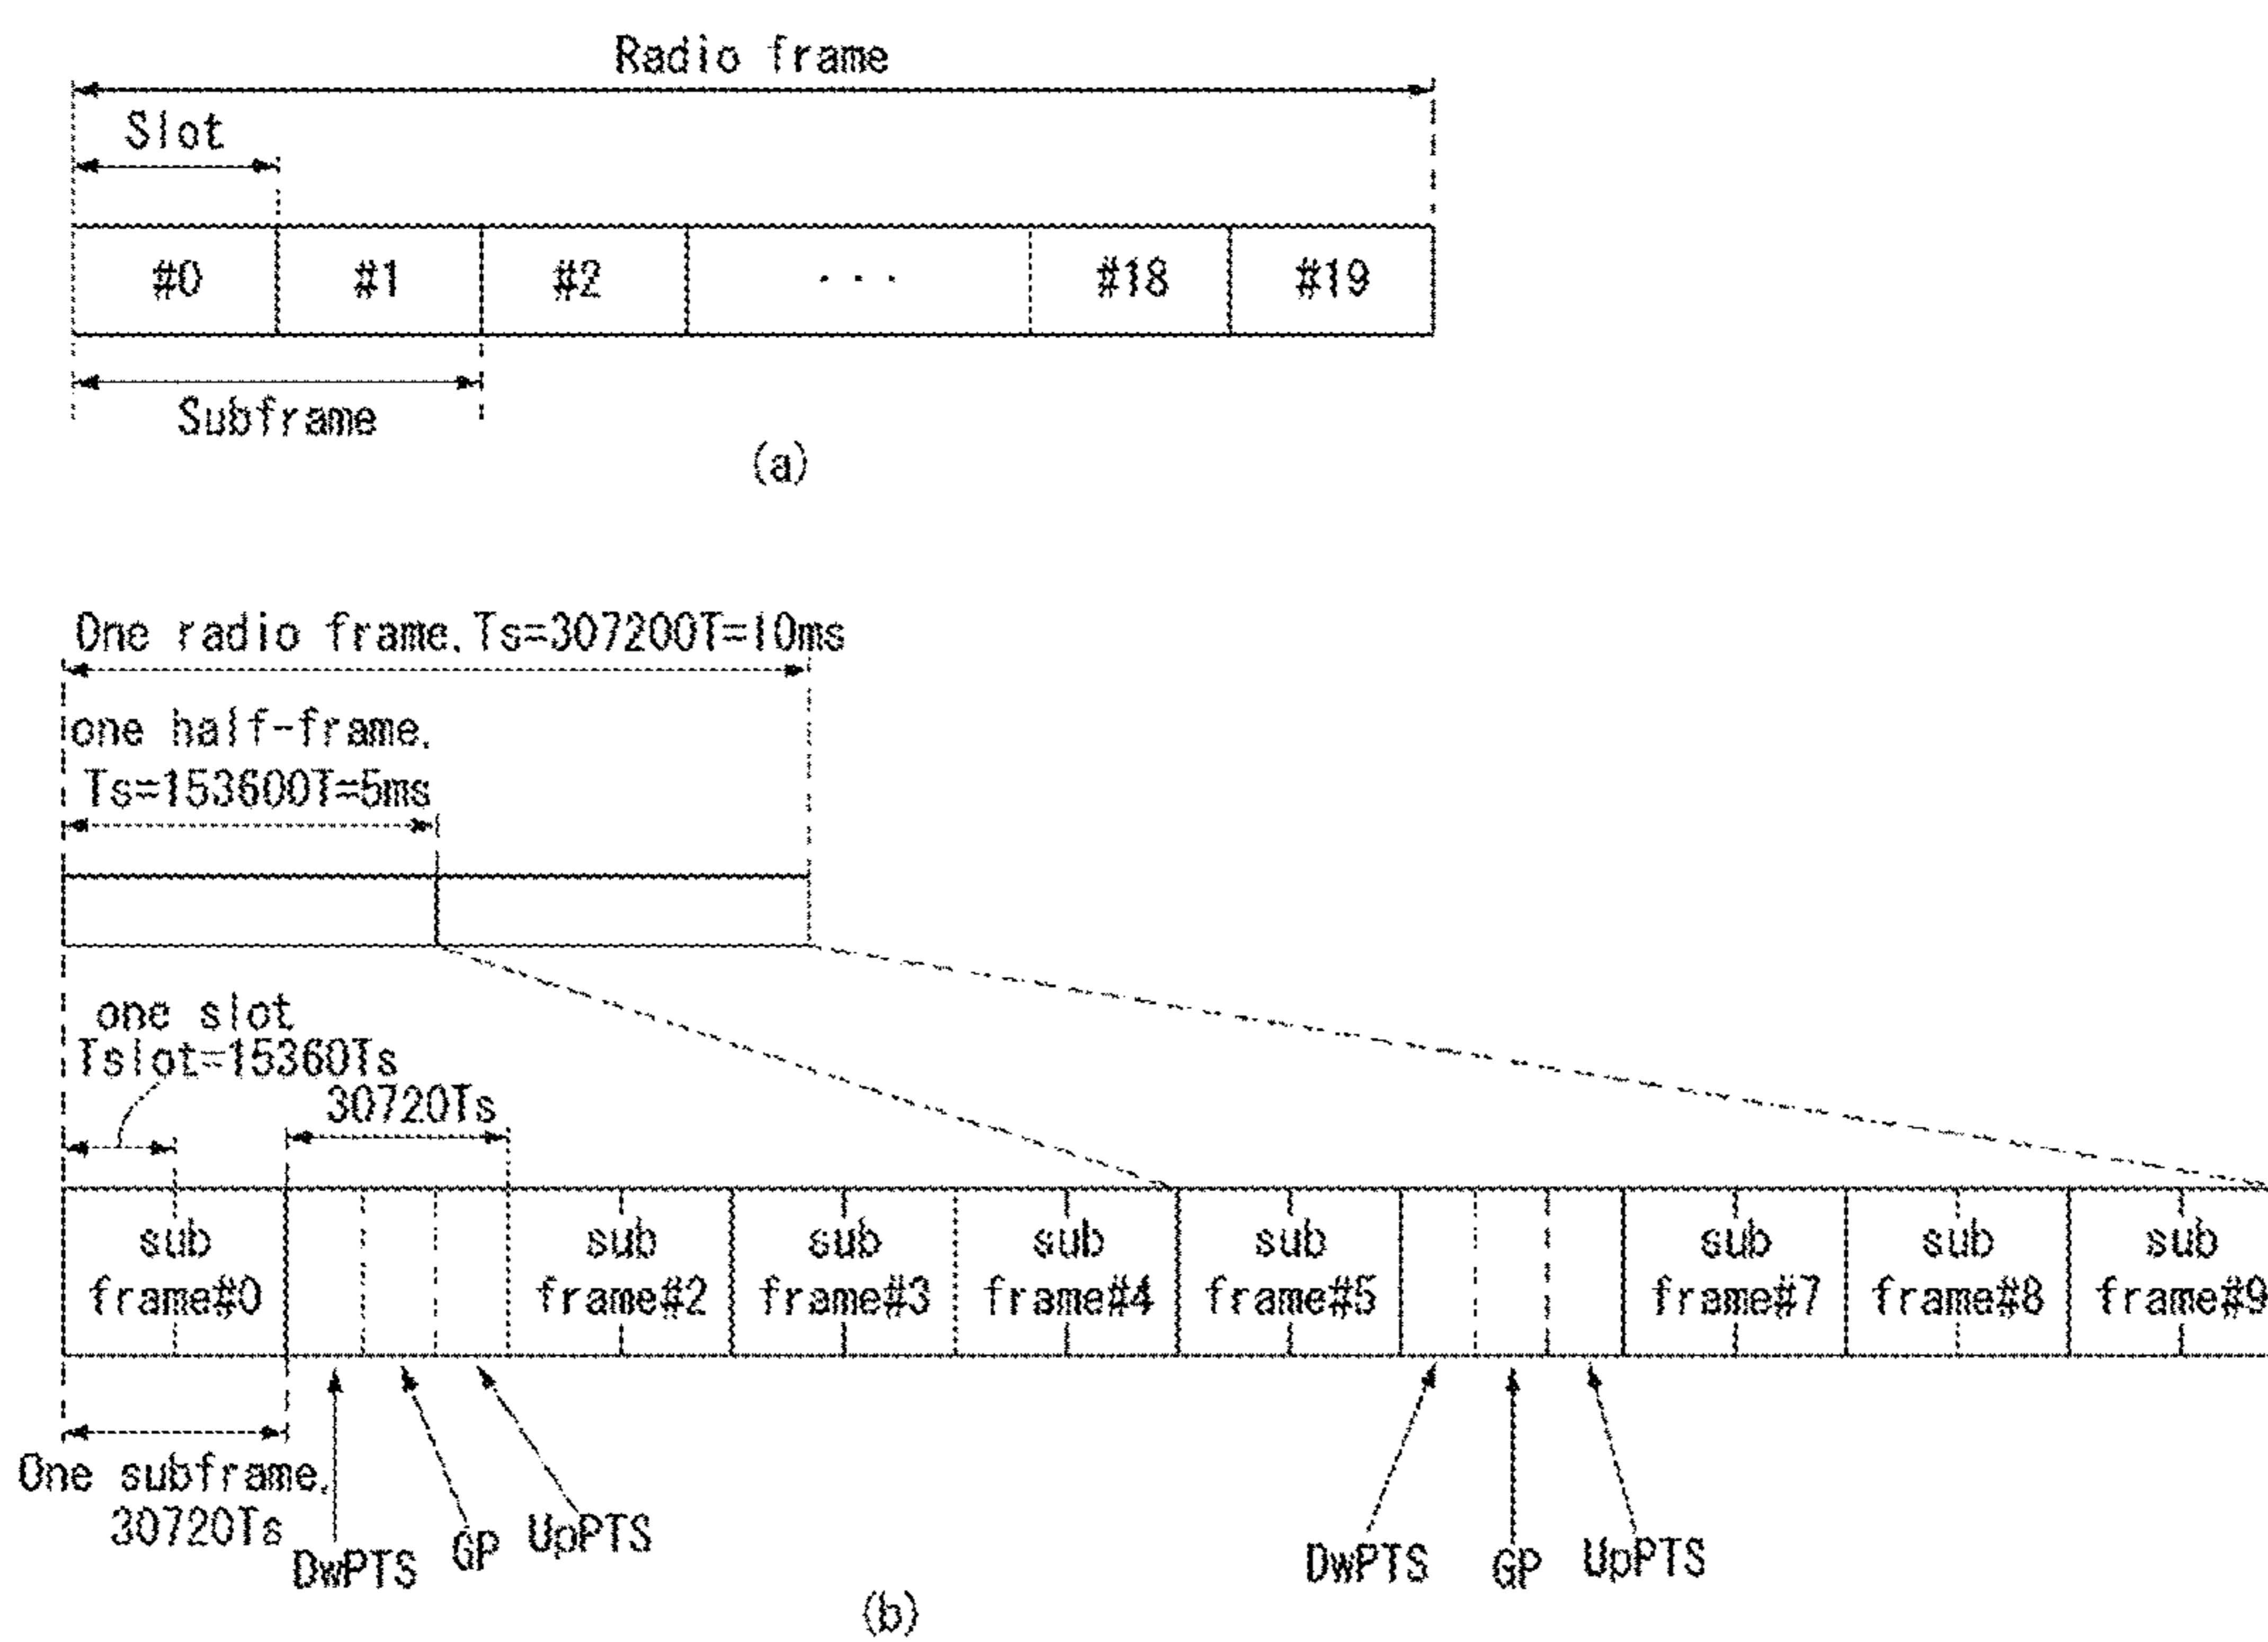 Radio frame
Slot
#0 #1 #2 ... #18 #19
Subframe
(a)
One radio frame.Ts=307200T=10ms
one half-frame.
Ts=153600T=5ms
one slot
Tslot=15360Ts
30720Ts
sub frame#0
sub frame#2
sub frame#3
sub frame#4
sub frame#5
sub frame#7
sub frame#8
sub frame#9
One subframe.
30720Ts
DwPTS GP UpPTS
DwPTS GP UpPTS
(b)